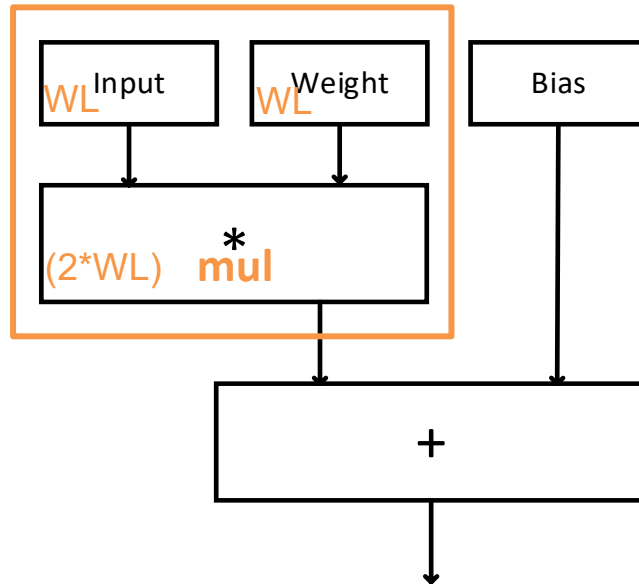 Input
WL
Weight
WL
Bias
*
(2*WL) mul
+